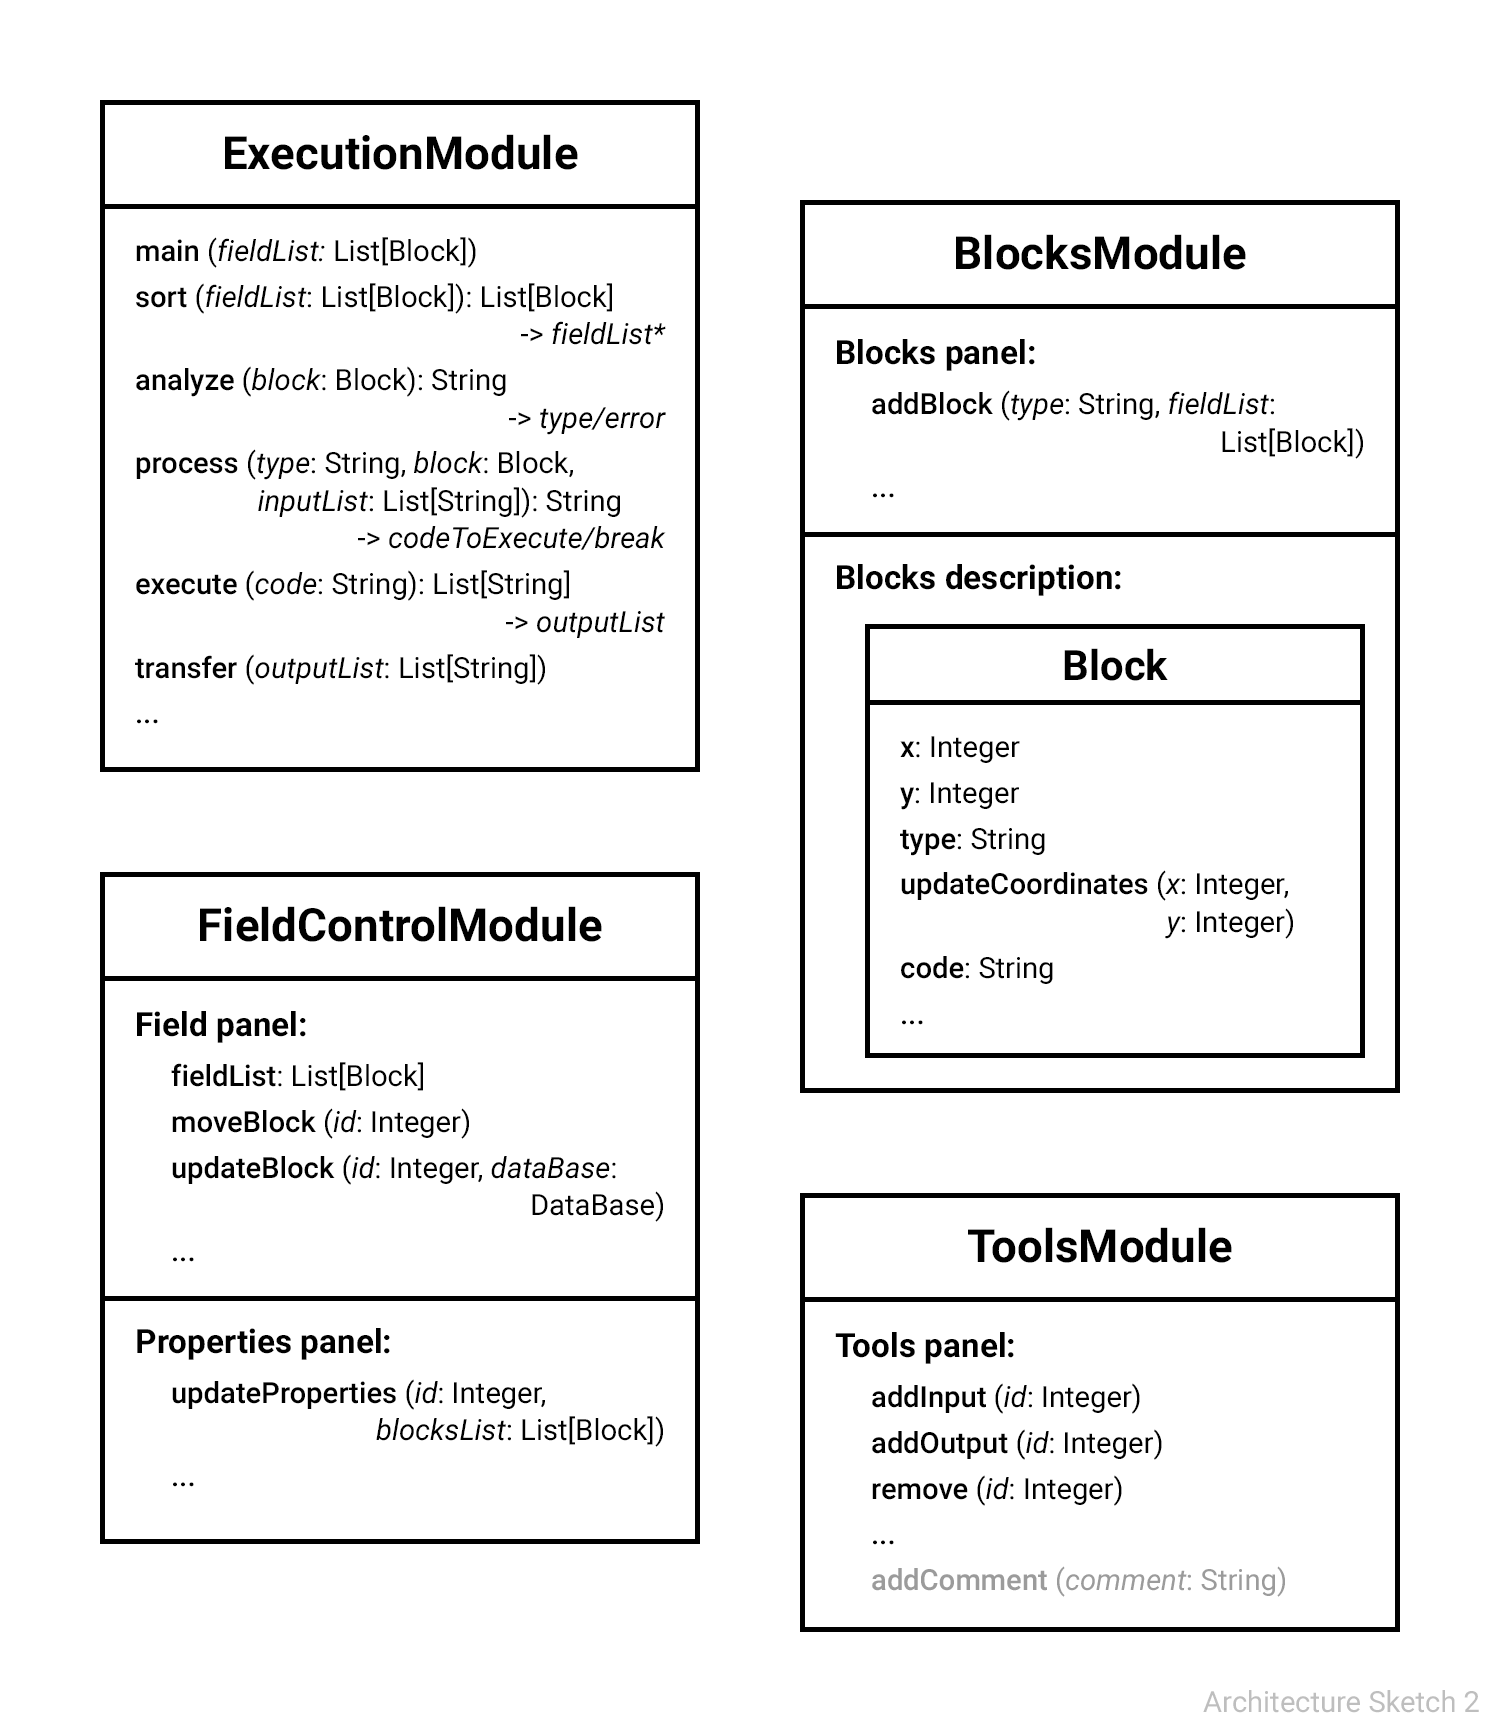 ExecutionModule
main (fieldList: List[Block])
sort (fieldList: List[Block]): List[Block]
-> fieldList*
analyze (block: Block): String
-> type/error
process (type: String, block: Block,
inputList: List[String]): String
-> codeToExecute/break
execute (code: String): List[String]
-> outputList
transfer (outputList: List[String])
...
FieldControlModule
Field panel:
fieldList: List[Block]
moveBlock (id: Integer)
updateBlock (id: Integer, dataBase:
DataBase)
...
Properties panel:
updateProperties (id: Integer,
blocksList: List[Block])
...
BlocksModule
Blocks panel:
addBlock (type: String, fieldList:
List[Block])
...
Blocks description:
Block
x: Integer
y: Integer
type: String
updateCoordinates (x: Integer,
y: Integer)
code: String
...
ToolsModule
Tools panel:
addInput (id: Integer)
addOutput (id: Integer)
remove (id: Integer)
...
addComment (comment: String)
Architecture Sketch 2